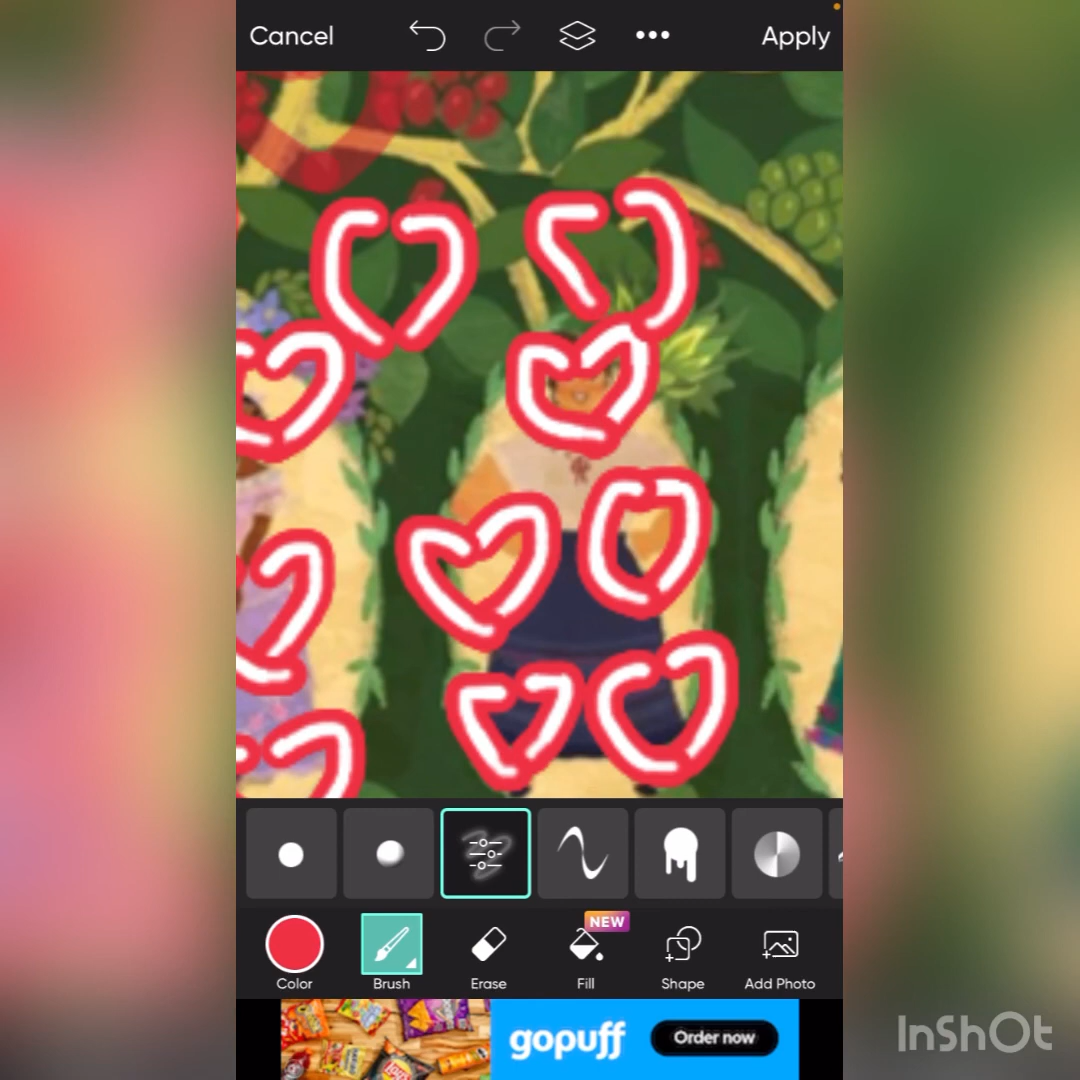 Cancel
Apply
NEW
Color
Brush
Erase
Fill
Shape
Add Photo
gopuff
Order now
InShOt